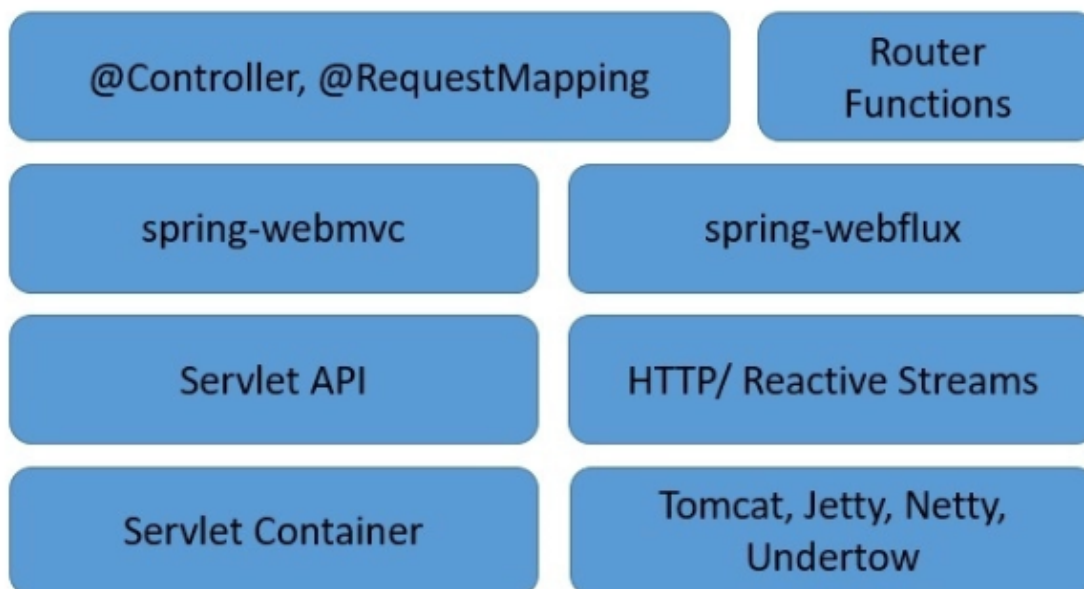 @Controller, @RequestMapping
Router
Functions
spring-webmvc
spring-webflux
Servlet API
HTTP/ Reactive Streams
Servlet Container
Tomcat, Jetty, Netty,
Undertow